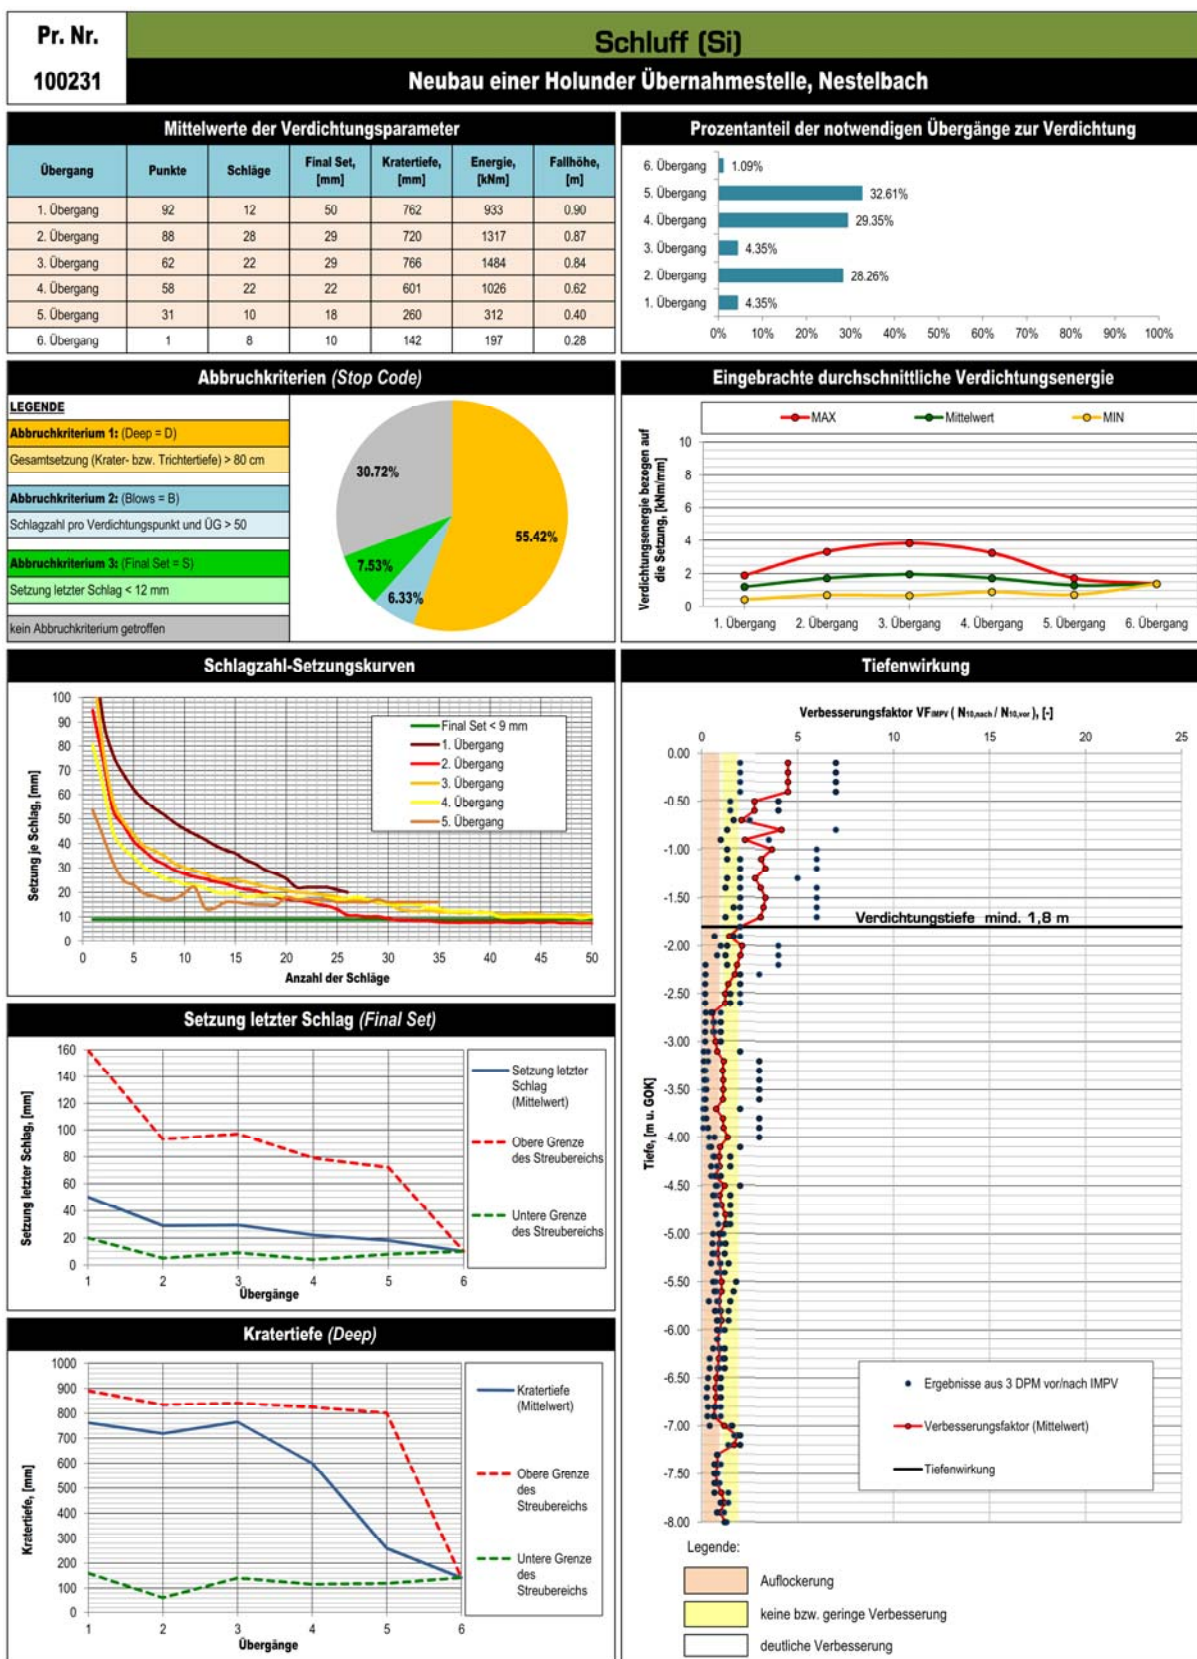 Pr. Nr.
100231
Schluff (Si)
Neubau einer Holunder Übernahmestelle, Nestelbach
Mittelwerte der Verdichtungsparameter
Übergang Punkte Schläge Final Set, [mm] Kratertiefe, [mm] Energie, [kNm] Fallhöhe, [m]
1. Übergang 92 12 50 762 933 0.90
2. Übergang 88 28 29 720 1317 0.87
3. Übergang 62 22 29 766 1484 0.84
4. Übergang 58 22 22 601 1026 0.62
5. Übergang 31 10 18 260 312 0.40
6. Übergang 1 8 10 142 197 0.28
Prozentanteil der notwendigen Übergänge zur Verdichtung
6. Übergang 1.09%
5. Übergang 32.61%
4. Übergang 29.35%
3. Übergang 4.35%
2. Übergang 28.26%
1. Übergang 4.35%
0% 10% 20% 30% 40% 50% 60% 70% 80% 90% 100%
Abbruchkriterien (Stop Code)
LEGENDE
Abbruchkriterium 1: (Deep = D)
Gesamtsetzung (Krater- bzw. Trichtertiefe) > 80 cm
Abbruchkriterium 2: (Blows = B)
Schlagzahl pro Verdichtungspunkt und ÜG > 50
Abbruchkriterium 3: (Final Set = S)
Setzung letzter Schlag < 12 mm
kein Abbruchkriterium getroffen
30.72%
55.42%
7.53%
6.33%
Eingebrachte durchschnittliche Verdichtungsenergie
MAX Mittelwert MIN
Verdichtungsenergie bezogen auf
die Setzung, [kNm/mm]
10
8
6
4
2
0
1. Übergang 2. Übergang 3. Übergang 4. Übergang 5. Übergang 6. Übergang
Schlagzahl-Setzungskurven
Setzung je Schlag, [mm]
100
90
80
70
60
50
40
30
20
10
0
0 5 10 15 20 25 30 35 40 45 50
Anzahl der Schläge
Final Set < 9 mm
1. Übergang
2. Übergang
3. Übergang
4. Übergang
5. Übergang
Setzung letzter Schlag (Final Set)
Setzung letzter Schlag, [mm]
160
140
120
100
80
60
40
20
0
1 2 3 4 5 6
Übergänge
Setzung letzter
Schlag
(Mittelwert)
Obere Grenze
des Streubereichs
Untere Grenze
des Streubereichs
Kratertiefe (Deep)
Kratertiefe, [mm]
1000
900
800
700
600
500
400
300
200
100
0
1 2 3 4 5 6
Übergänge
Kratertiefe
(Mittelwert)
Obere Grenze
des
Streubereichs
Untere Grenze
des
Streubereichs
Tiefenwirkung
Verbesserungsfaktor VF IMPV ( N10,nach / N10,vor ), [-]
0 5 10 15 20 25
Tiefe, [m u. GOK]
0.00
-0.50
-1.00
-1.50
Verdichtungstiefe mind. 1,8 m
-2.00
-2.50
-3.00
-3.50
-4.00
-4.50
-5.00
-5.50
-6.00
-6.50
-7.00
-7.50
-8.00
Ergebnisse aus 3 DPM vor/nach IMPV
Verbesserungsfaktor (Mittelwert)
Tiefenwirkung
Legende:
Auflockerung
keine bzw. geringe Verbesserung
deutliche Verbesserung